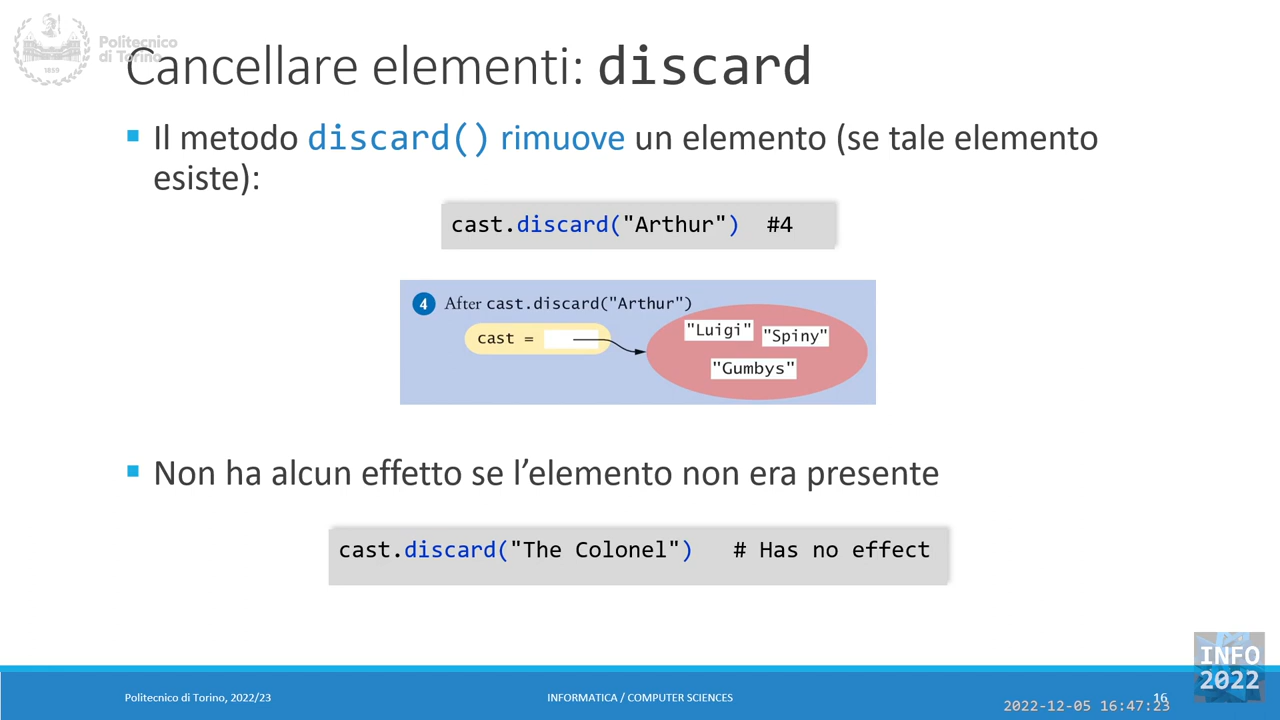 Politecnico
di Torino
1859
Cancellare elementi: discard
Il metodo discard() rimuove un elemento (se tale elemento
esiste):
cast.discard("Arthur") #4
4 After cast.discard("Arthur")
cast =
"Luigi" "Spiny"
"Gumbys"
Non ha alcun effetto se l’elemento non era presente
cast.discard("The Colonel") # Has no effect
INFO
2022
Politecnico di Torino, 2022/23
INFORMATICA / COMPUTER SCIENCES
16
2022-12-05 16:47:23